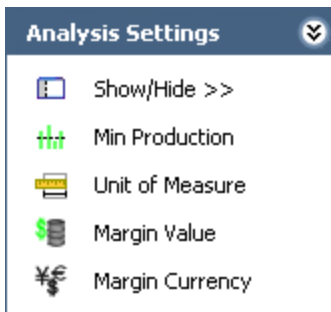 Analysis Settings
Show/Hide >>
Min Production
Unit of Measure
Margin Value
Margin Currency